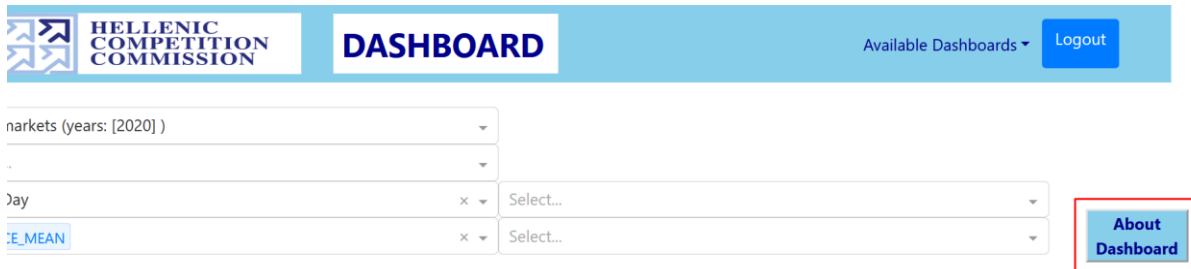 HELLENIC
COMPETITION
COMMISSION
DASHBOARD
Available Dashboards
Logout
markets (years: [2020] )
..
Day
× Select...
CE_MEAN
× Select...
About
Dashboard